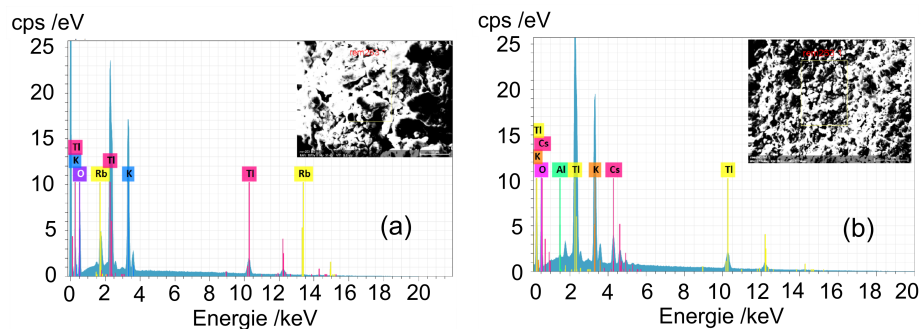 cps /eV
25
20
15
10
5
0
Tl
K
O
Rb
Tl
K
Tl
Rb
(a)
0 2 4 6 8 10 12 14 16 18
Energie /keV
cps /eV
25
20
15
10
5
0
Tl
Cs
K
O
Al
Tl
K
Cs
Tl
(b)
0 2 4 6 8 10 12 14 16 18 20
Energie /keV